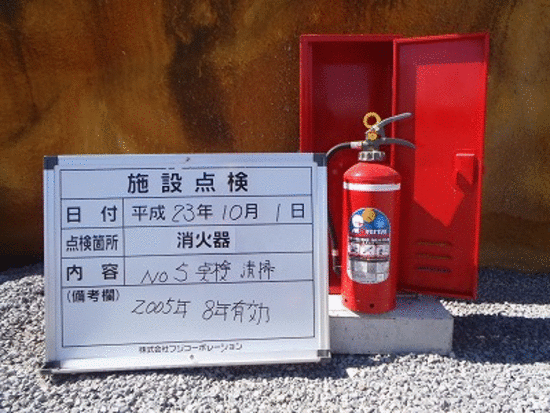 施設点検
日付 平成23年10月1日
点検箇所 消火器
内容 No5 点検 清掃
(備考欄) 2005年 8年有効
株式会社フジコーポレーション